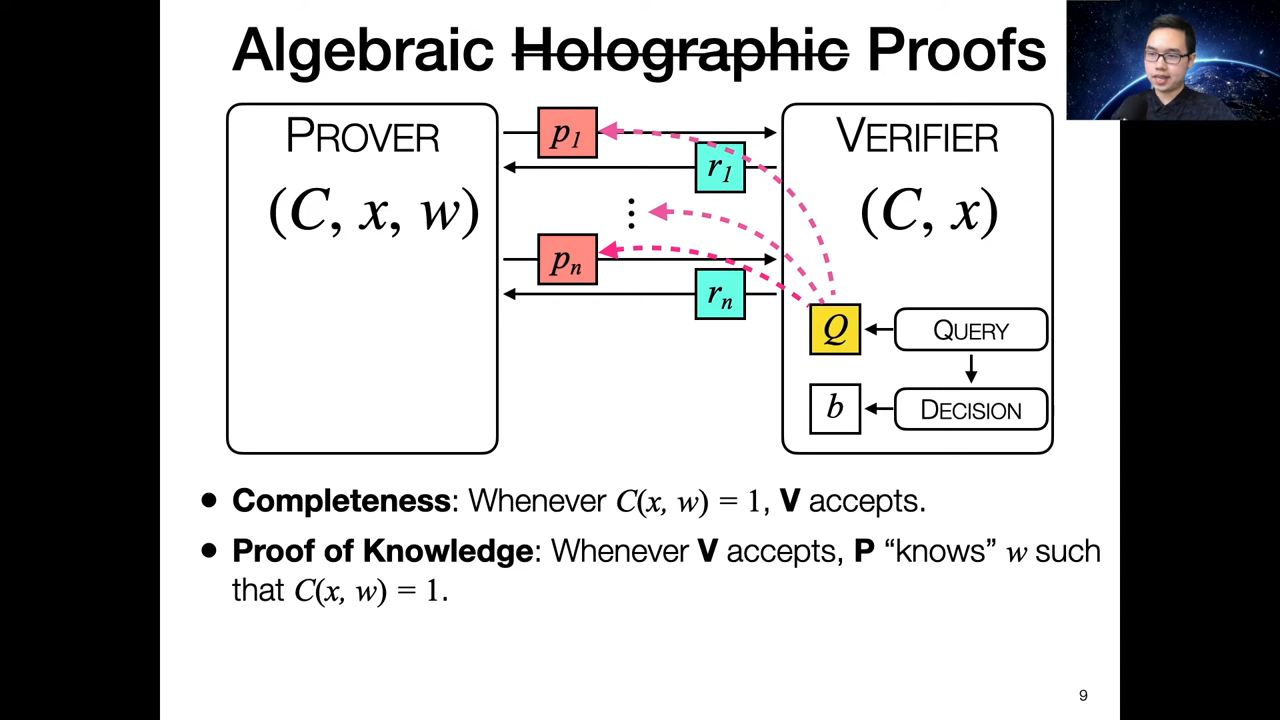 Algebraic Holographic Proofs
PROVER
(C, x, w)
p1
r1
⋮
pn
rn
VERIFIER
(C, x)
Q
QUERY
b
DECISION
● Completeness: Whenever C(x, w) = 1, V accepts.
● Proof of Knowledge: Whenever V accepts, P “knows” w such
that C(x, w) = 1.
9